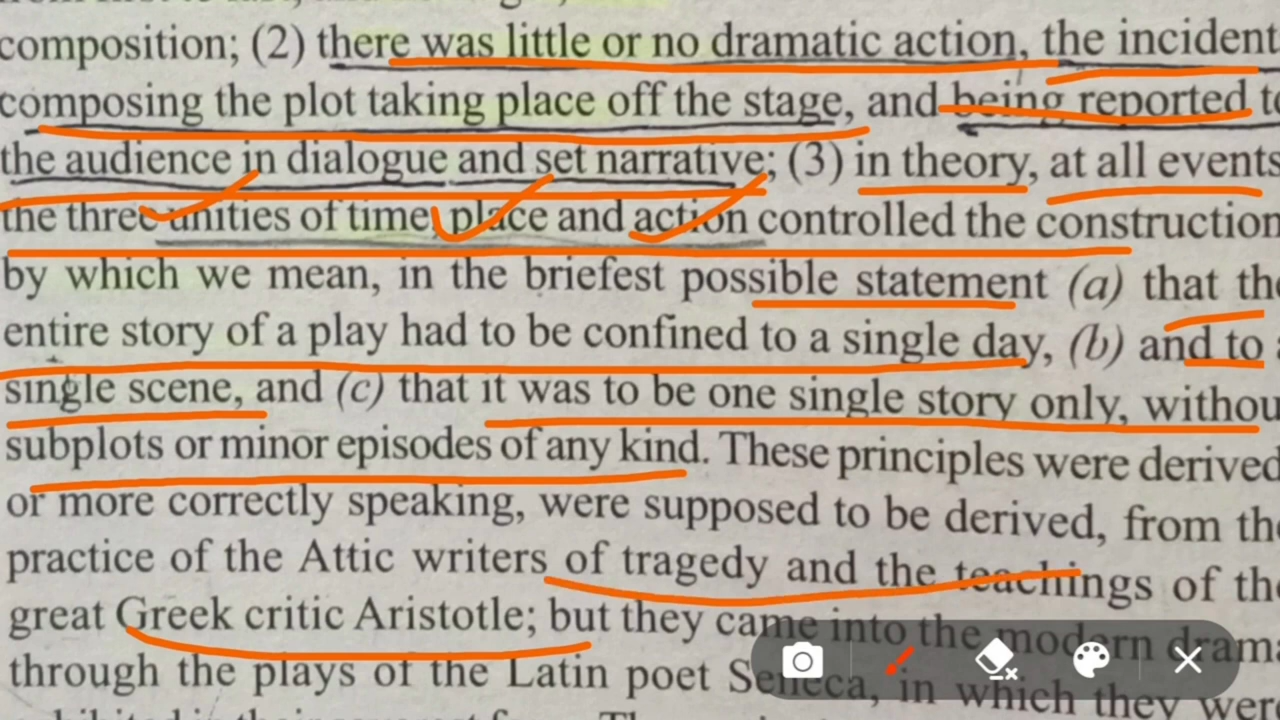 composition; (2) there was little or no dramatic action, the incident
composing the plot taking place off the stage, and being reported to
the audience in dialogue and set narrative; (3) in theory, at all events
the three unities of time, place and action controlled the construction
by which we mean, in the briefest possible statement (a) that the
entire story of a play had to be confined to a single day, (b) and to a
single scene, and (c) that it was to be one single story only, withou
subplots or minor episodes of any kind. These principles were derived
or more correctly speaking, were supposed to be derived, from the
practice of the Attic writers of tragedy and the teachings of the
great Greek critic Aristotle; but they came into the modern drama
through the plays of the Latin poet Seneca, in which they were